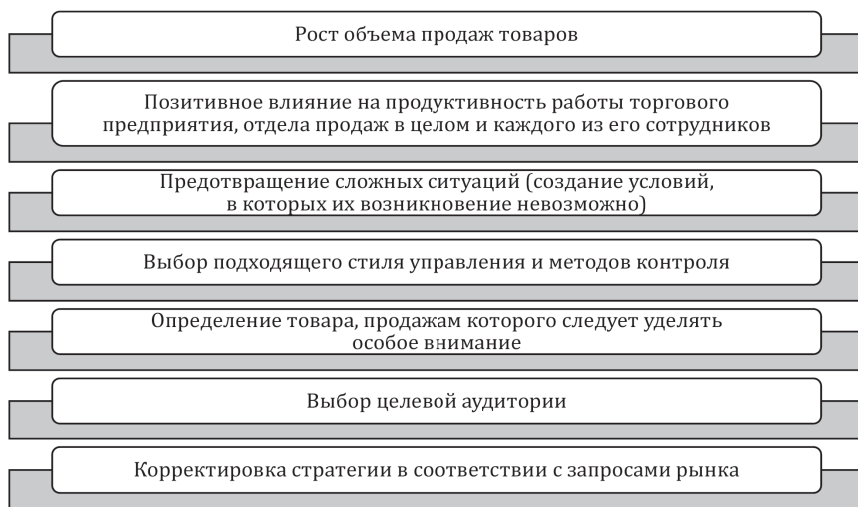 Рост объема продаж товаров
Позитивное влияние на продуктивность работы торгового
предприятия, отдела продаж в целом и каждого из его сотрудников
Предотвращение сложных ситуаций (создание условий,
в которых их возникновение невозможно)
Выбор подходящего стиля управления и методов контроля
Определение товара, продажам которого следует уделять
особое внимание
Выбор целевой аудитории
Корректировка стратегии в соответствии с запросами рынка